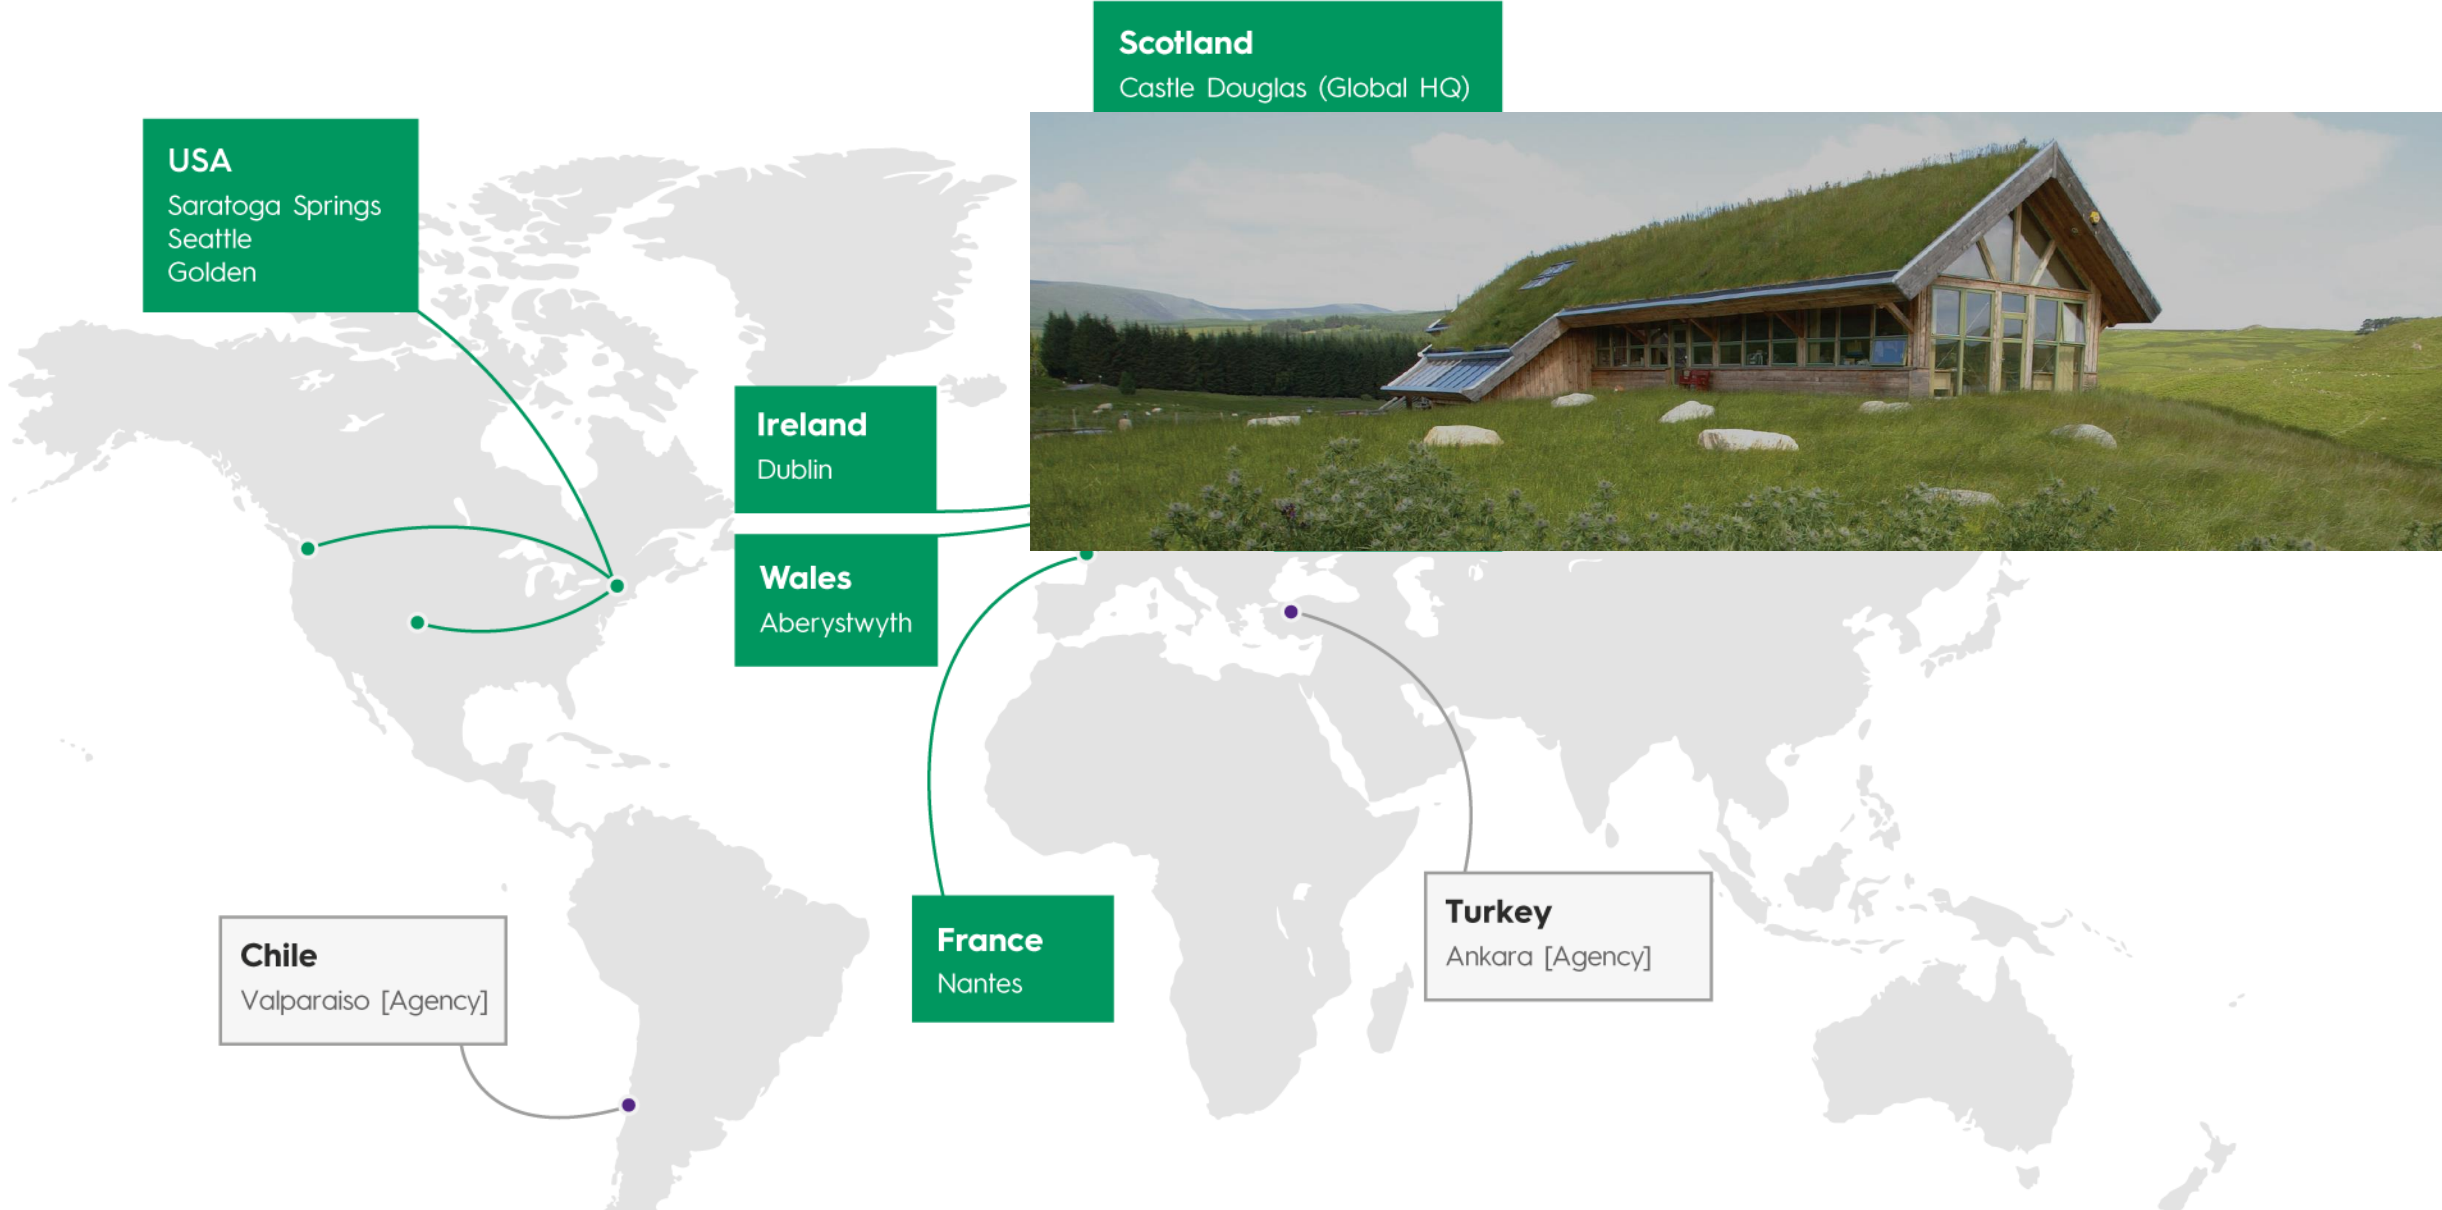 Scotland
Castle Douglas (Global HQ)
USA
Saratoga Springs
Seattle
Golden
Ireland
Dublin
Wales
Aberystwyth
France
Nantes
Turkey
Ankara [Agency]
Chile
Valparaiso [Agency]